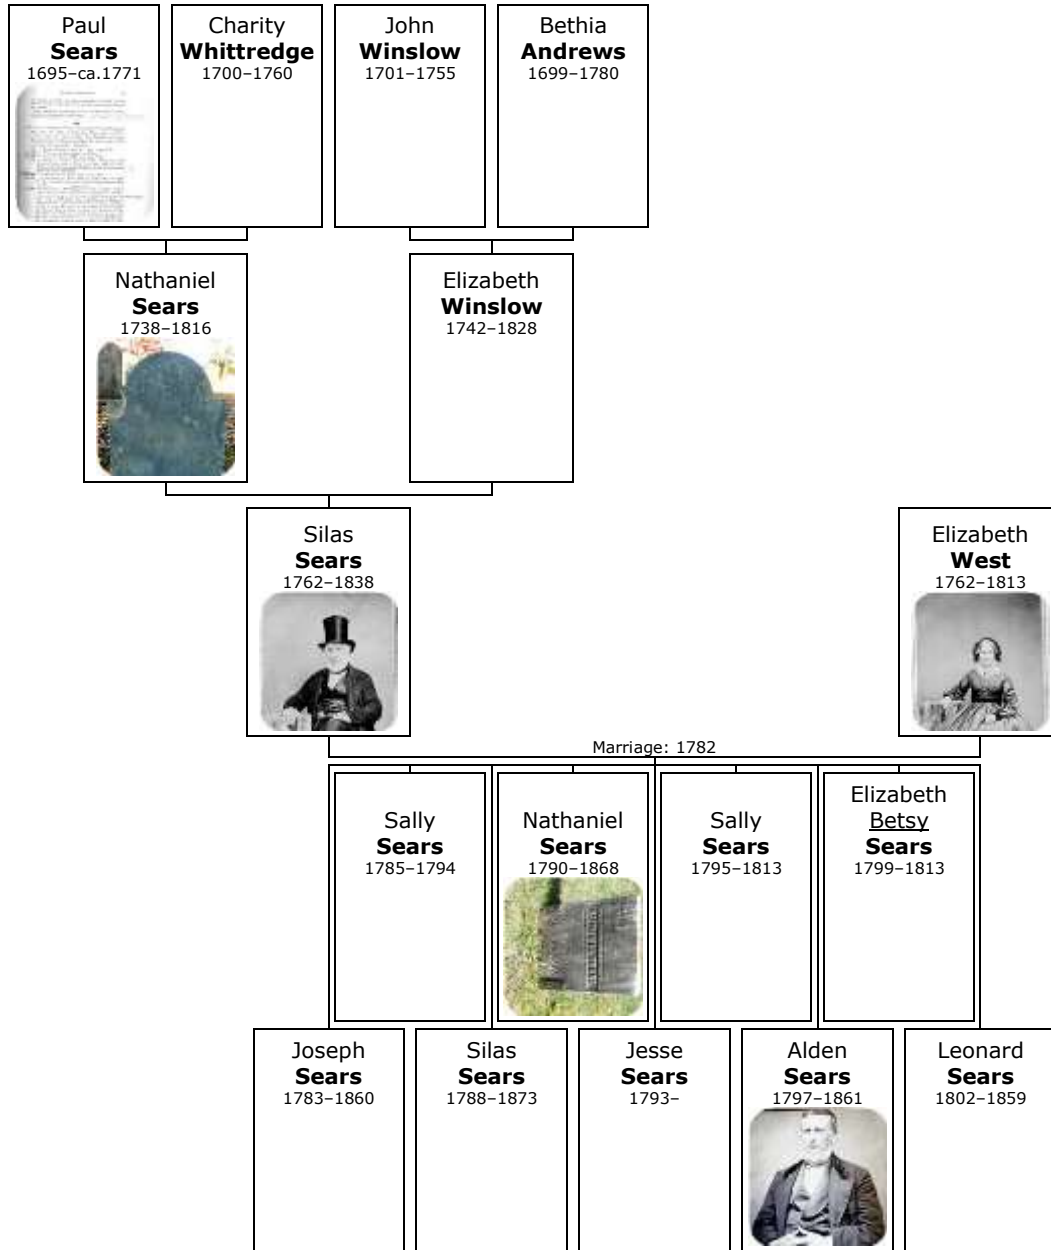 Paul
Sears
1695–ca.1771
Charity
Whittredge
1700–1760
John
Winslow
1701–1755
Bethia
Andrews
1699–1780
Nathaniel
Sears
1738–1816
Elizabeth
Winslow
1742–1828
Silas
Sears
1762–1838
Elizabeth
West
1762–1813
Marriage: 1782
Sally
Sears
1785–1794
Nathaniel
Sears
1790–1868
Sally
Sears
1795–1813
Elizabeth
Betsy
Sears
1799–1813
Joseph
Sears
1783–1860
Silas
Sears
1788–1873
Jesse
Sears
1793–
Alden
Sears
1797–1861
Leonard
Sears
1802–1859